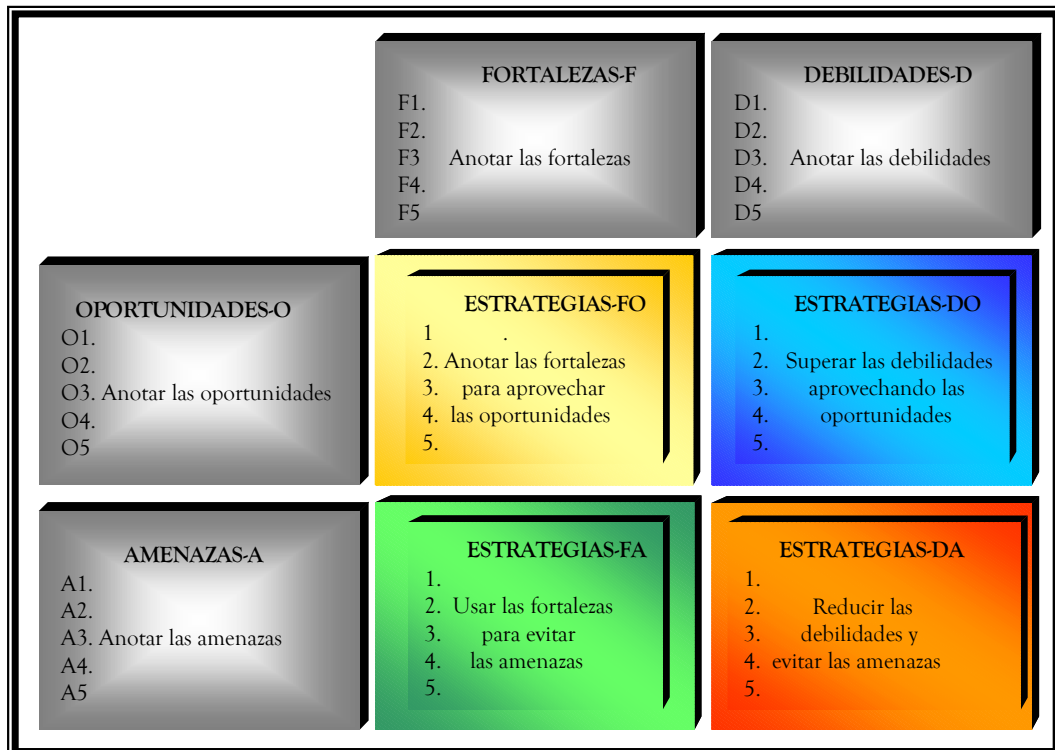 FORTALEZAS-F
F1.
F2.
F3 Anotar las fortalezas
F4.
F5
DEBILIDADES-D
D1.
D2.
D3. Anotar las debilidades
D4.
D5
OPORTUNIDADES-O
O1.
O2.
O3. Anotar las oportunidades
O4.
O5
ESTRATEGIAS-FO
1 .
2. Anotar las fortalezas
3. para aprovechar
4. las oportunidades
5.
ESTRATEGIAS-DO
1.
2. Superar las debilidades
3. aprovechando las
4. oportunidades
5.
AMENAZAS-A
A1.
A2.
A3. Anotar las amenazas
A4.
A5
ESTRATEGIAS-FA
1.
2. Usar las fortalezas
3. para evitar
4. las amenazas
5.
ESTRATEGIAS-DA
1.
2. Reducir las
3. debilidades y
4. evitar las amenazas
5.